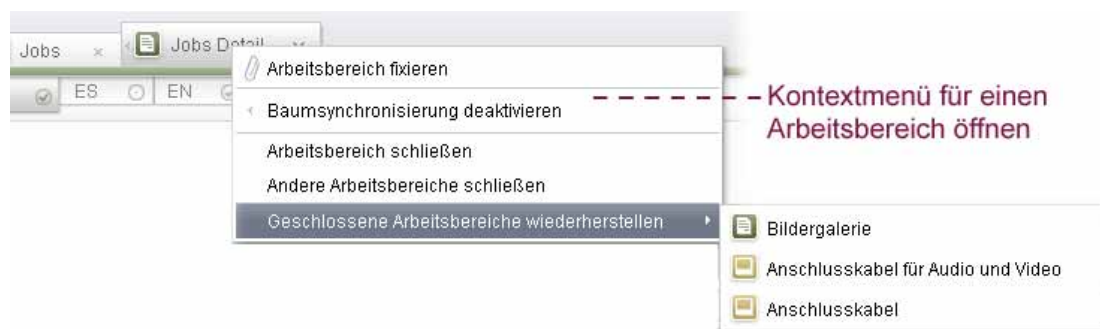 Jobs
Jobs Detail
ES
EN
Arbeitsbereich fixieren
Baumsynchronisierung deaktivieren
Arbeitsbereich schließen
Andere Arbeitsbereiche schließen
Geschlossene Arbeitsbereiche wiederherstellen
Kontextmenü für einen
Arbeitsbereich öffnen
Bildergalerie
Anschlusskabel für Audio und Video
Anschlusskabel